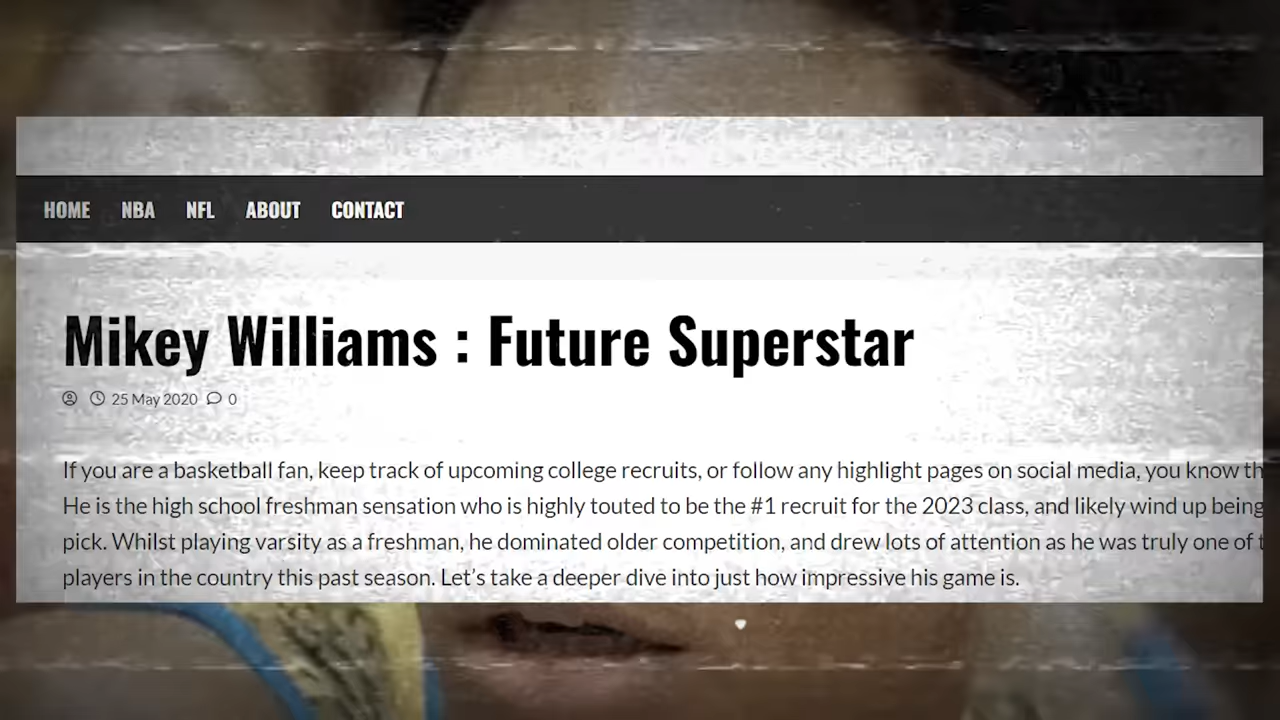 HOME NBA NFL ABOUT CONTACT
Mikey Williams : Future Superstar
25 May 2020 0
If you are a basketball fan, keep track of upcoming college recruits, or follow any highlight pages on social media, you know th
He is the high school freshman sensation who is highly touted to be the #1 recruit for the 2023 class, and likely wind up being
pick. Whilst playing varsity as a freshman, he dominated older competition, and drew lots of attention as he was truly one of t
players in the country this past season. Let’s take a deeper dive into just how impressive his game is.